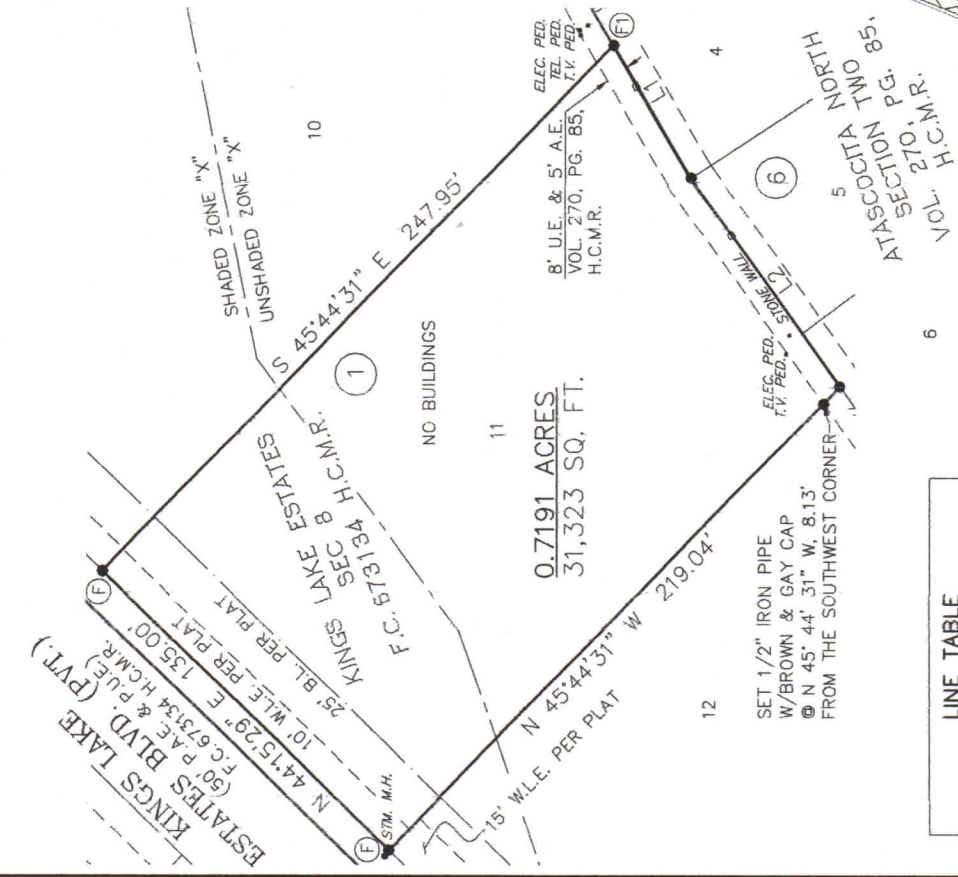 SHADED ZONE "X"
UNSHADED ZONE "X"
10
ELEC. PED.
TEL. PED.
T.V. PED.
F1
4
L1
8' U.E. & 5' A.E.
VOL. 270, PG. 85,
H.C.M.R.
S 45°44'31" E 247.95'
1
NO BUILDINGS
11
0.7191 ACRES
31,323 SQ. FT.
KINGS LAKE ESTATES
SEC 8
F.C. 673134 H.C.M.R.
F
KINGS LAKE
ESTATES BLVD. (PVT.)
(50' P.A.E. & P.U.E)
F.C. 673134 H.C.M.R.
N 44°15'29" E 135.00'
10' W.L.E. PER PLAT
25' B.L. PER PLAT
F
STM. M.H.
15' W.L.E. PER PLAT
N 45°44'31" W 219.04'
12
SET 1/2" IRON PIPE
W/BROWN & GAY CAP
@ N 45° 44' 31" W, 8.13'
FROM THE SOUTHWEST CORNER
ELEC. PED.
T.V. PED.
STONE WALL
L2
6
5
ATASCOCITA NORTH
SECTION TWO
VOL. 270, PG. 85,
H.C.M.R.
6
LINE TABLE